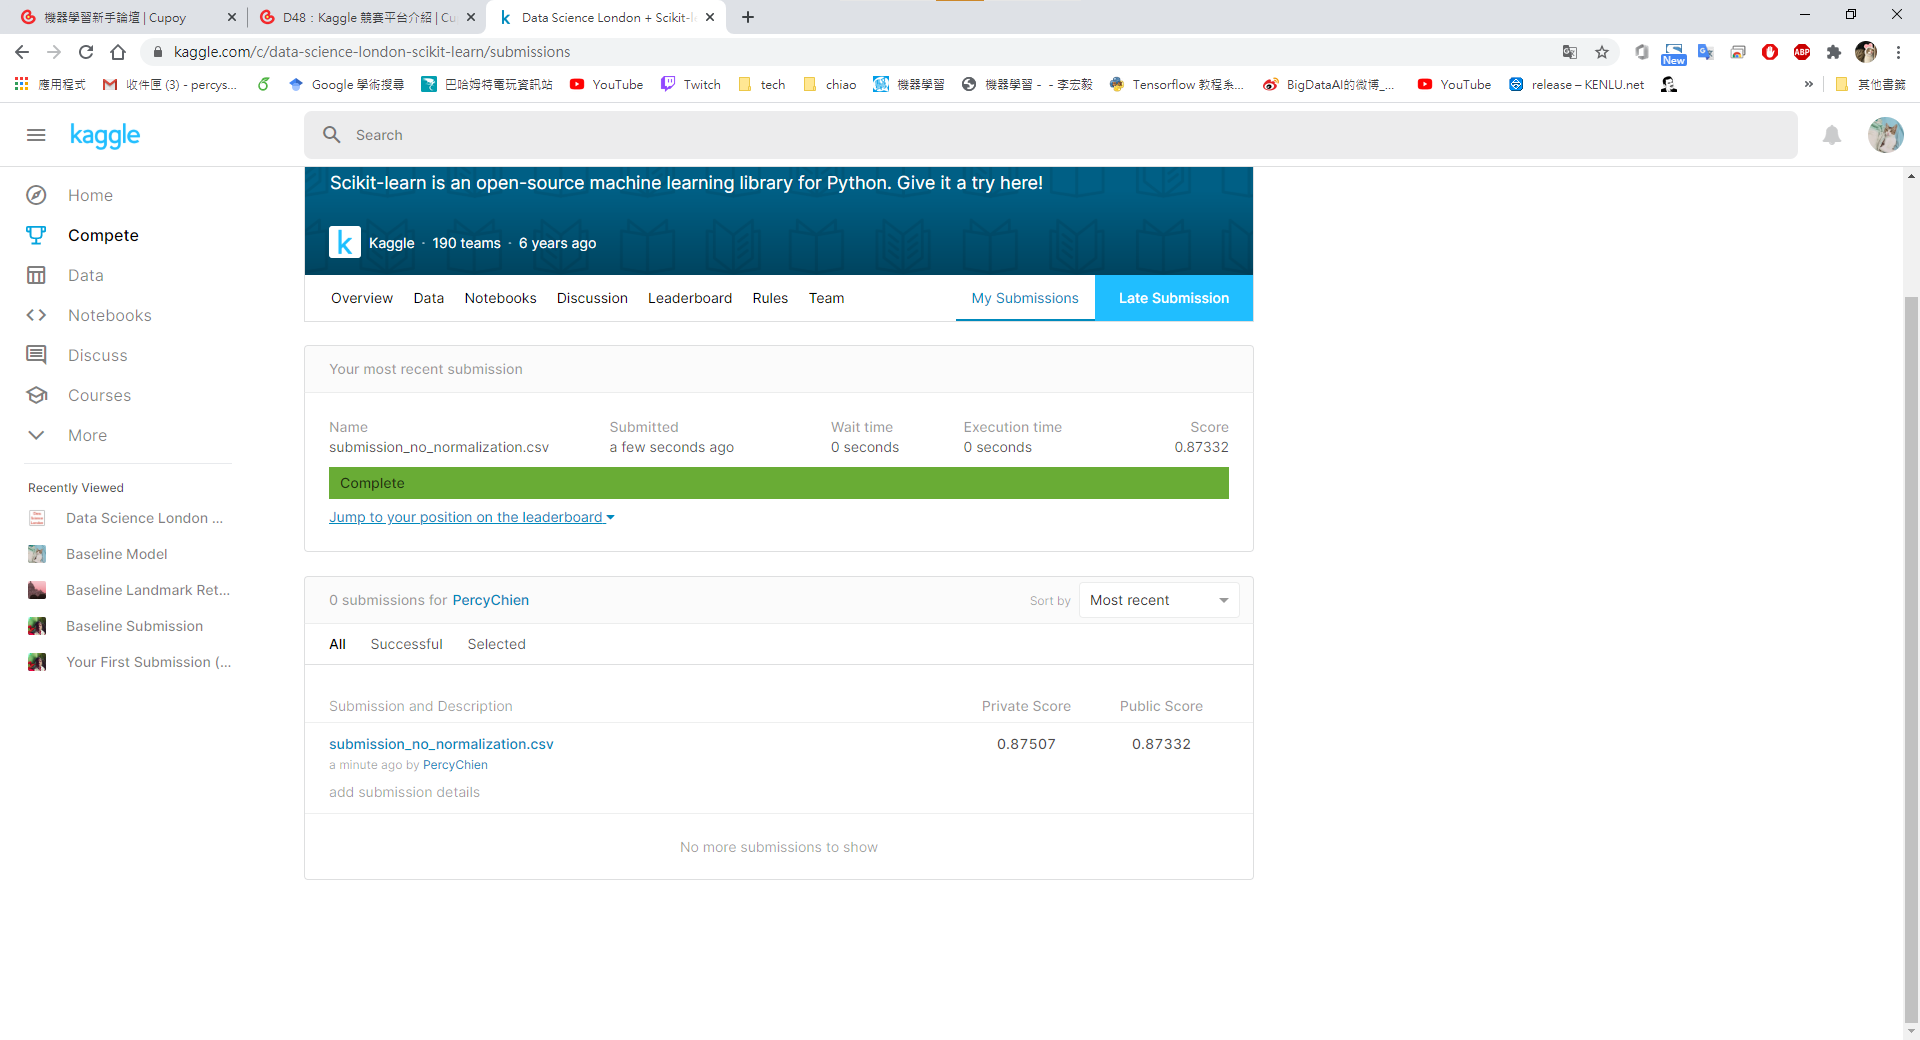 機器學習新手論壇 | Cupoy
D48：Kaggle 競賽平台介紹 | Cu
Data Science London + Scikit-l
kaggle.com/c/data-science-london-scikit-learn/submissions
New
ABP
應用程式
收件匣 (3) - percys...
Google 學術搜尋
巴哈姆特電玩資訊站
YouTube
Twitch
tech
chiao
機器學習
機器學習 - - 李宏毅
Tensorflow 教程系...
BigDataAI的微博_...
YouTube
release – KENLU.net
»
其他書籤
kaggle
Search
Home
Compete
Data
Notebooks
Discuss
Courses
More
Recently Viewed
Data Science London ...
Baseline Model
Baseline Landmark Ret...
Baseline Submission
Your First Submission (...
Scikit-learn is an open-source machine learning library for Python. Give it a try here!
k
Kaggle · 190 teams · 6 years ago
Overview Data Notebooks Discussion Leaderboard Rules Team My Submissions Late Submission
Your most recent submission
Name Submitted Wait time Execution time Score
submission_no_normalization.csv a few seconds ago 0 seconds 0 seconds 0.87332
Complete
Jump to your position on the leaderboard
0 submissions for PercyChien Sort by Most recent
All Successful Selected
Submission and Description Private Score Public Score
submission_no_normalization.csv 0.87507 0.87332
a minute ago by PercyChien
add submission details
No more submissions to show